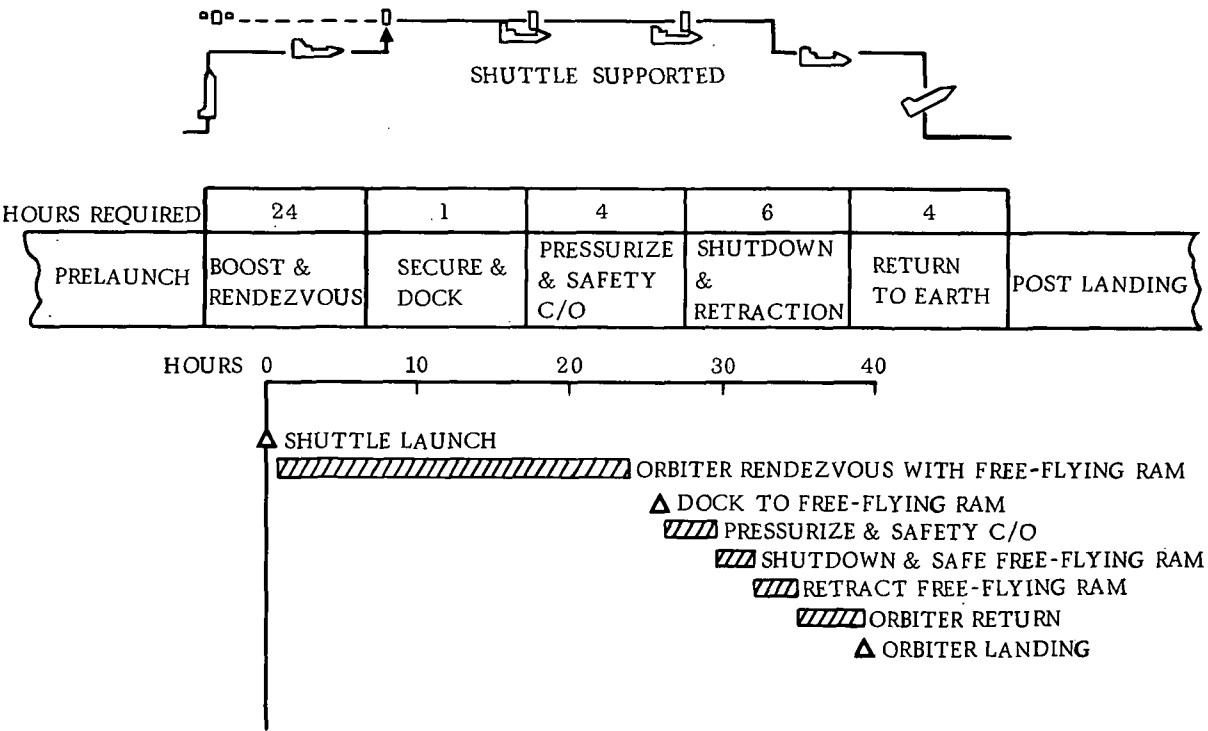 SHUTTLE SUPPORTED
HOURS REQUIRED 24 1 4 6 4
PRELAUNCH
BOOST &
RENDEZVOUS
SECURE &
DOCK
PRESSURIZE
& SAFETY
C/O
SHUTDOWN
&
RETRACTION
RETURN
TO EARTH
POST LANDING
HOURS 0 10 20 30 40
SHUTTLE LAUNCH
ORBITER RENDEZVOUS WITH FREE-FLYING RAM
DOCK TO FREE-FLYING RAM
PRESSURIZE & SAFETY C/O
SHUTDOWN & SAFE FREE-FLYING RAM
RETRACT FREE-FLYING RAM
ORBITER RETURN
ORBITER LANDING